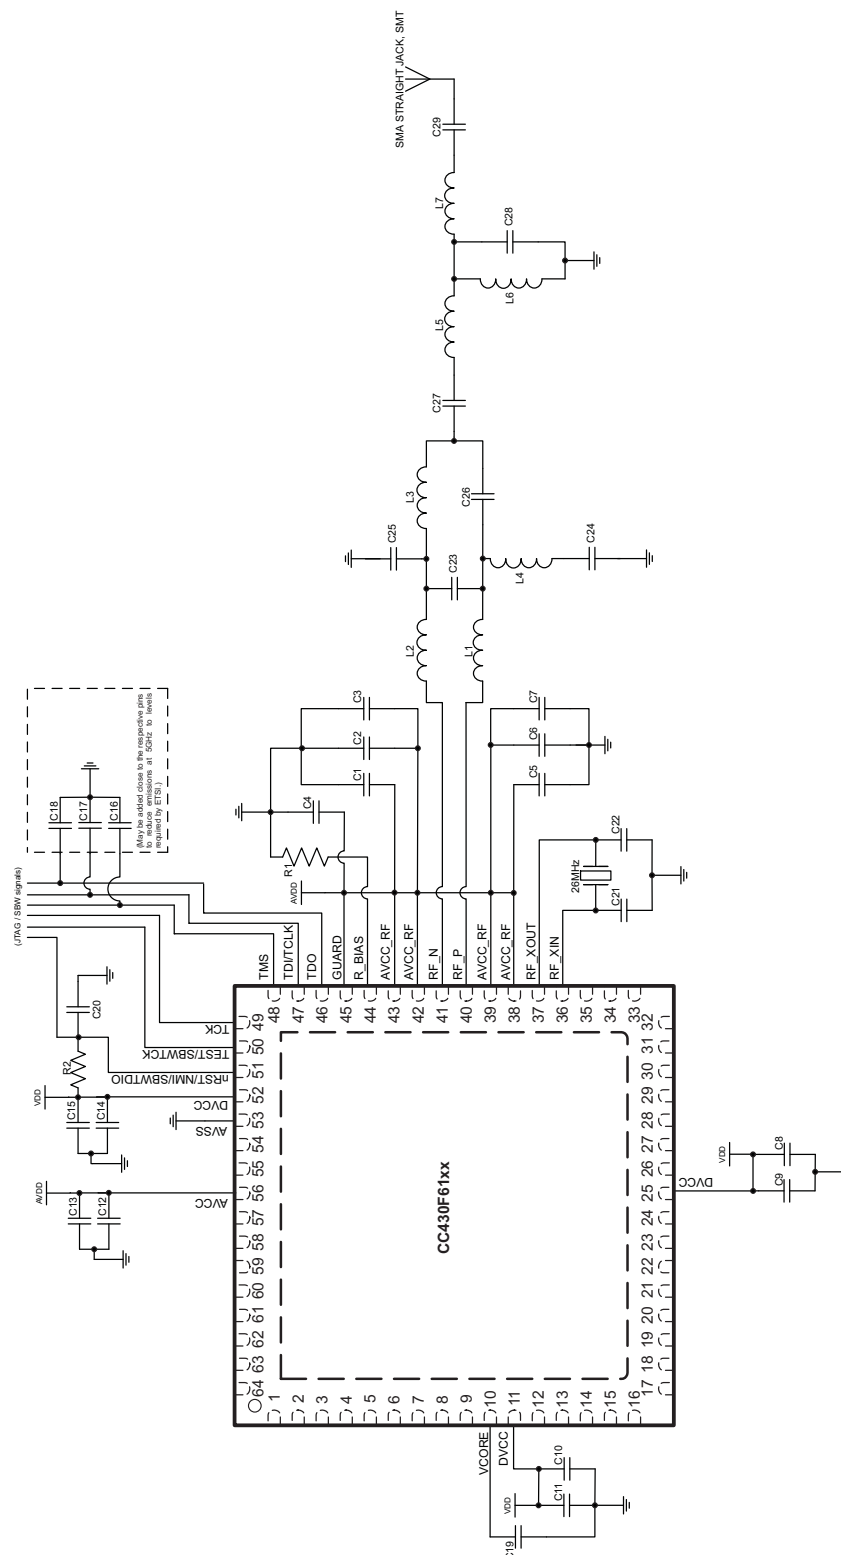 SMA STRAIGHT JACK, SMT
C29
L7
C28
L6
L5
C27
L3
C26
C25
C23
C24
L4
L2
L1
C3
C2
C1
C4
R1
AVDD
C7
C6
C5
C22
26MHz
C21
C18
C17
C16
(May be added close to the respective pins
to reduce emissions at 5GHz to levels
required by ETSI.)
(JTAG / SBW signals)
TMS
TDI/TCLK
TDO
GUARD
R_BIAS
AVCC_RF
AVCC_RF
RF_N
RF_P
AVCC_RF
AVCC_RF
RF_XOUT
RF_XIN
48
47
46
45
44
43
42
41
40
39
38
37
36
35
34
33
C20
R2
VDD
C15
C14
AVDD
C13
C12
TCK
TEST/SBWTCK
nRST/NMI/SBWTDIO
DVCC
AVSS
AVCC
49
50
51
52
53
54
55
56
57
58
59
60
61
62
63
64
CC430F61xx
32
31
30
29
28
27
26
25
24
23
22
21
20
19
18
17
DVCC
VDD
C8
C9
1
2
3
4
5
6
7
8
9
10
11
12
13
14
15
16
VCORE
DVCC
VDD
C10
C11
C19